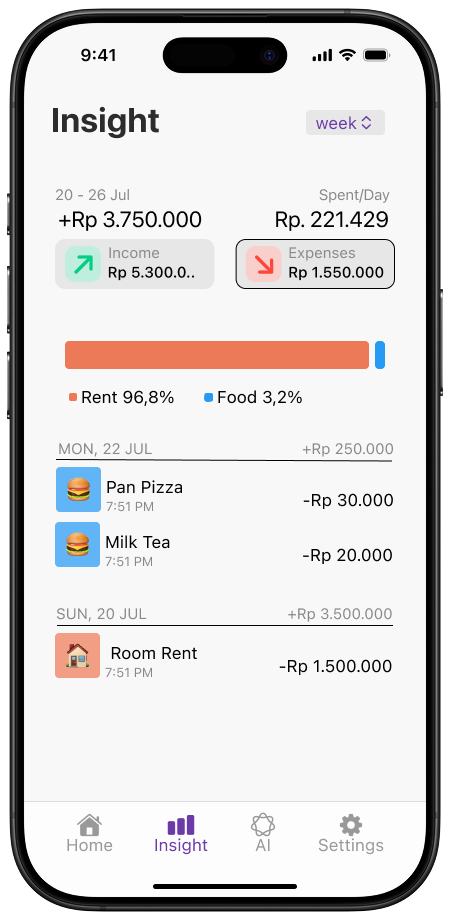 9:41
Insight
week
20 - 26 Jul
Spent/Day
+Rp 3.750.000
Rp. 221.429
Income
Rp 5.300.0..
Expenses
Rp 1.550.000
Rent 96,8%
Food 3,2%
MON, 22 JUL
+Rp 250.000
Pan Pizza
7:51 PM
-Rp 30.000
Milk Tea
7:51 PM
-Rp 20.000
SUN, 20 JUL
+Rp 3.500.000
Room Rent
7:51 PM
-Rp 1.500.000
Home
Insight
AI
Settings